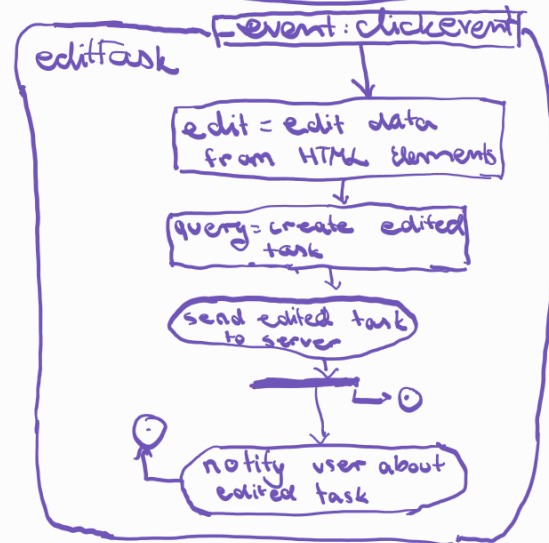 _event:clickevent
editTask
edit = edit data
from HTML Elements
query=create edited
task
send edited task
to server
notify user about
edited task